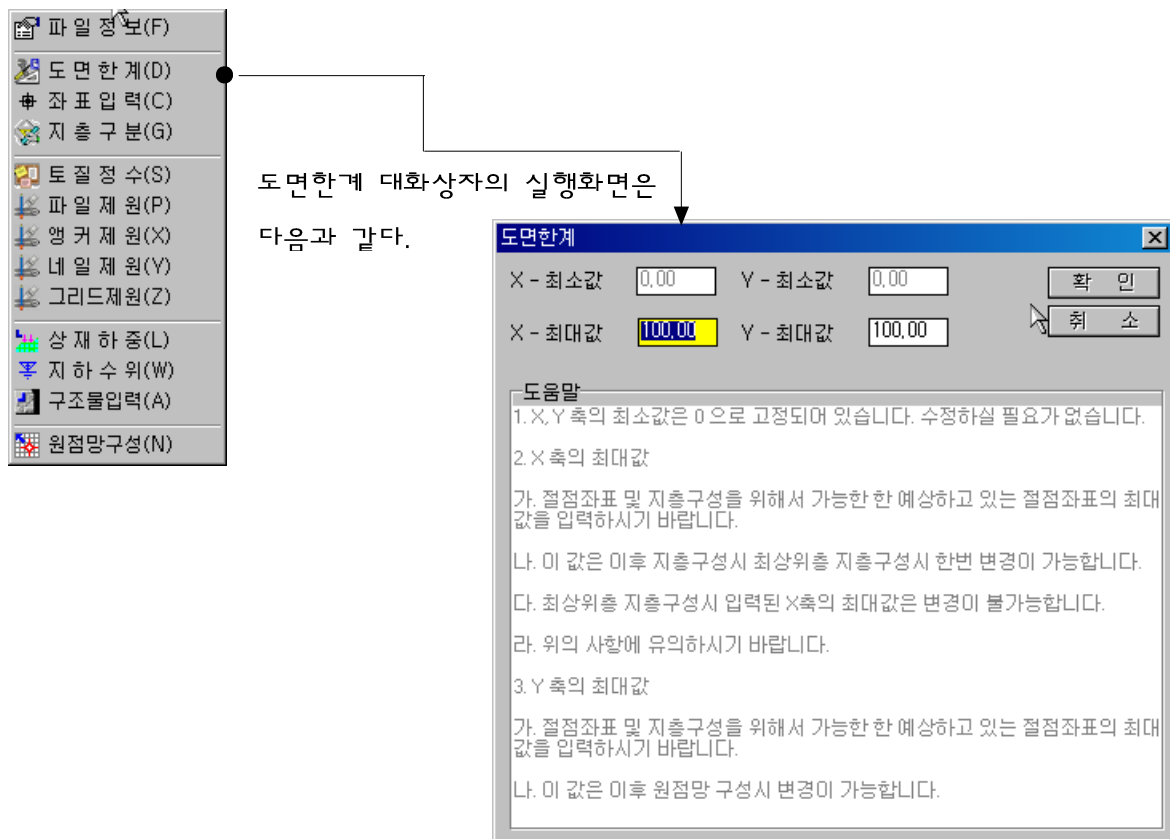 파 일 정 보(F)
도 면 한 계(D)
좌 표 입 력(C)
지 층 구 분(G)
토 질 정 수(S)
파 일 제 원(P)
앵 커 제 원(X)
네 일 제 원(Y)
그리드제원(Z)
상 재 하 중(L)
지 하 수 위(W)
구조물입력(A)
원점망구성(N)
도면한계 대화상자의 실행화면은
다음과 같다.
도면한계
X - 최소값 0.00 Y - 최소값 0.00 확 인
X - 최대값 100.00 Y - 최대값 100.00 취 소
도움말
1. X, Y 축의 최소값은 0 으로 고정되어 있습니다. 수정하실 필요가 없습니다.
2. X 축의 최대값
가. 절점좌표 및 지층구성을 위해서 가능한 한 예상하고 있는 절점좌표의 최대
값을 입력하시기 바랍니다.
나. 이 값은 이후 지층구성시 최상위층 지층구성시 한번 변경이 가능합니다.
다. 최상위층 지층구성시 입력된 X축의 최대값은 변경이 불가능합니다.
라. 위의 사항에 유의하시기 바랍니다.
3. Y 축의 최대값
가. 절점좌표 및 지층구성을 위해서 가능한 한 예상하고 있는 절점좌표의 최대
값을 입력하시기 바랍니다.
나. 이 값은 이후 원점망 구성시 변경이 가능합니다.